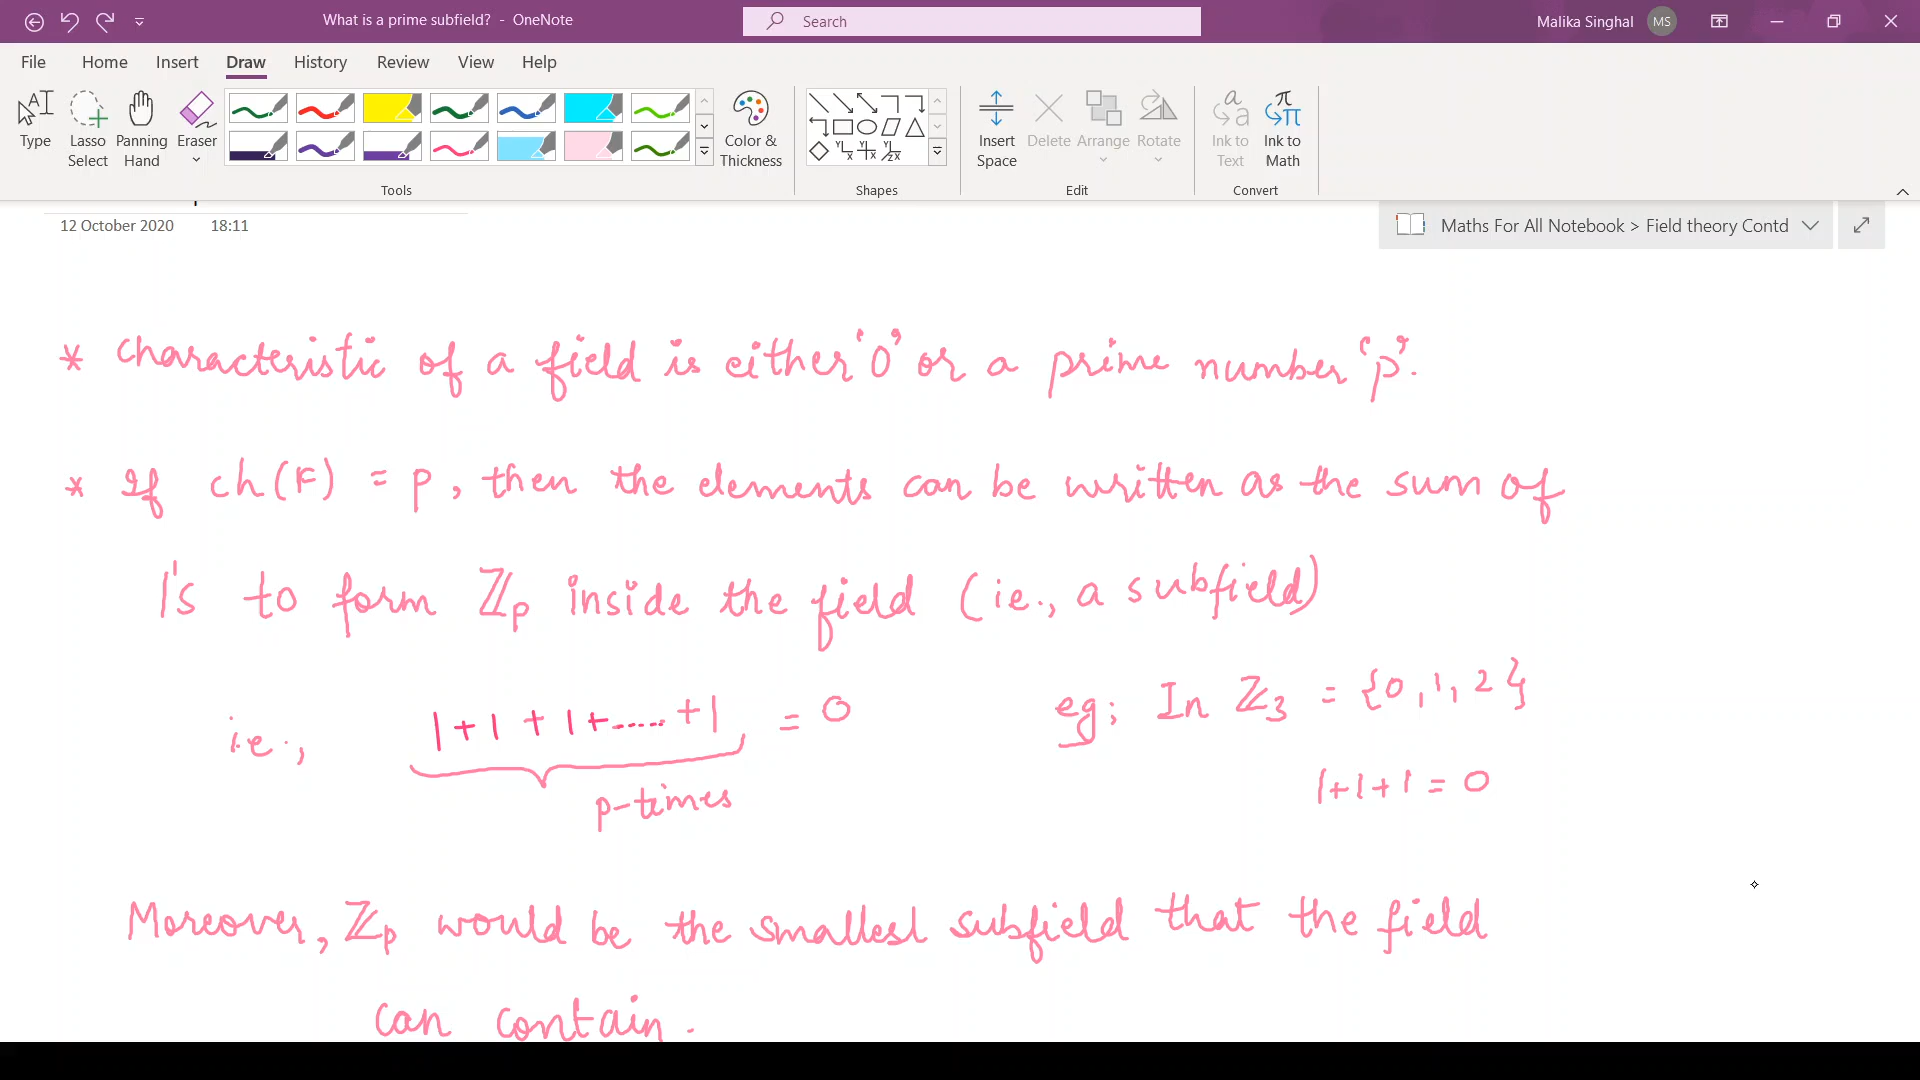 What is a prime subfield? - OneNote
Search
Malika Singhal MS
File Home Insert Draw History Review View Help
Type
Lasso Select
Panning Hand
Eraser
Color & Thickness
Insert Space
Delete
Arrange
Rotate
Ink to Text
Ink to Math
Tools Shapes Edit Convert
12 October 2020 18:11
Maths For All Notebook > Field theory Contd
* Characteristic of a field is either '0' or a prime number 'p'.
* If ch(F) = p, then the elements can be written as the sum of
1's to form ℤp inside the field (ie., a subfield)
i.e., 1+1+1+.....+1 = 0
p-times
eg; In ℤ3 = {0,1,2}
1+1+1 = 0
Moreover, ℤp would be the smallest subfield that the field
can contain.